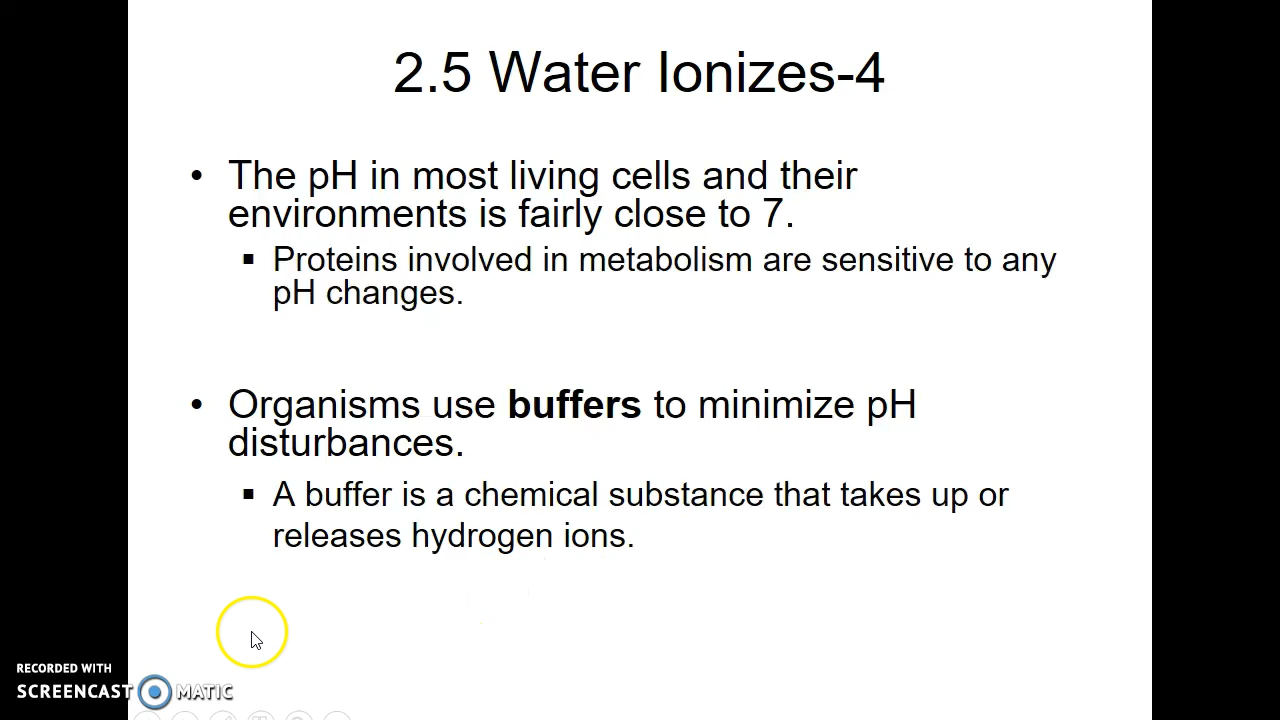 2.5 Water Ionizes-4
• The pH in most living cells and their
environments is fairly close to 7.
▪ Proteins involved in metabolism are sensitive to any
pH changes.
• Organisms use buffers to minimize pH
disturbances.
▪ A buffer is a chemical substance that takes up or
releases hydrogen ions.
RECORDED WITH
SCREENCAST MATIC